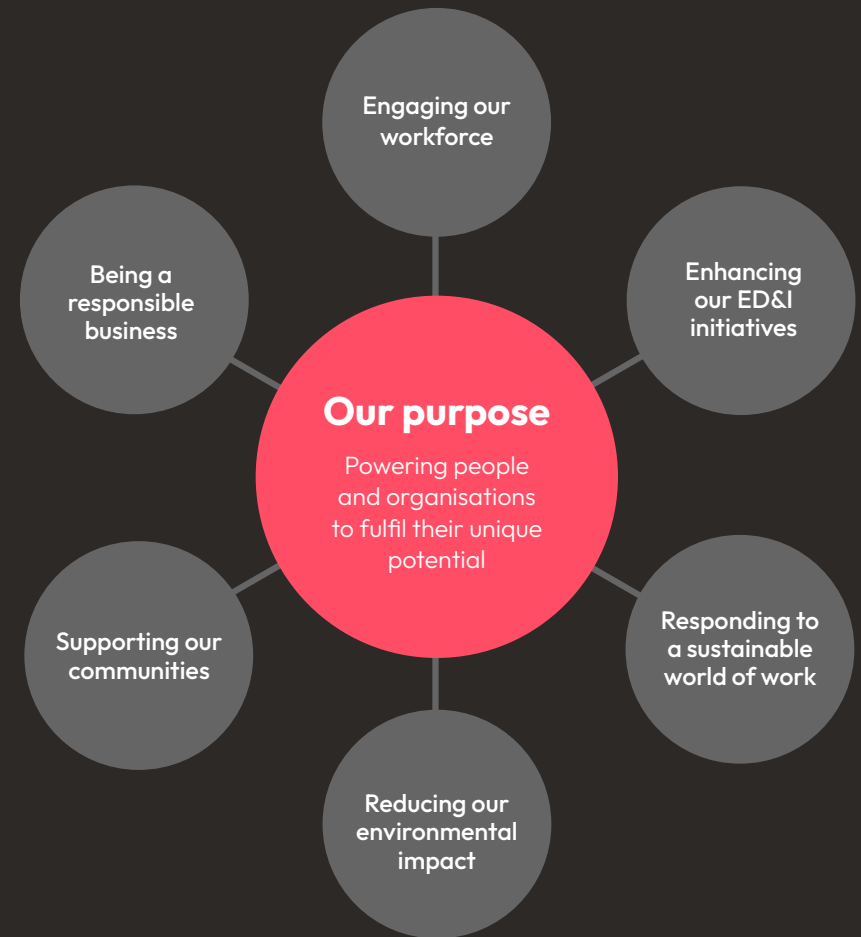 Engaging our
workforce
Enhancing
our ED&I
initiatives
Responding to
a sustainable
world of work
Reducing our
environmental
impact
Supporting our
communities
Being a
responsible
business
Our purpose
Powering people
and organisations
to fulfil their unique
potential